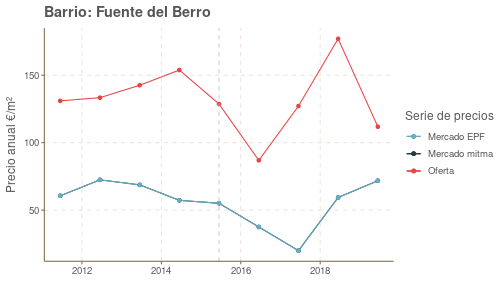 Barrio: Fuente del Berro
Precio anual €/m²
150
100
50
2012
2014
2016
2018
Serie de precios
Mercado EPF
Mercado mitma
Oferta